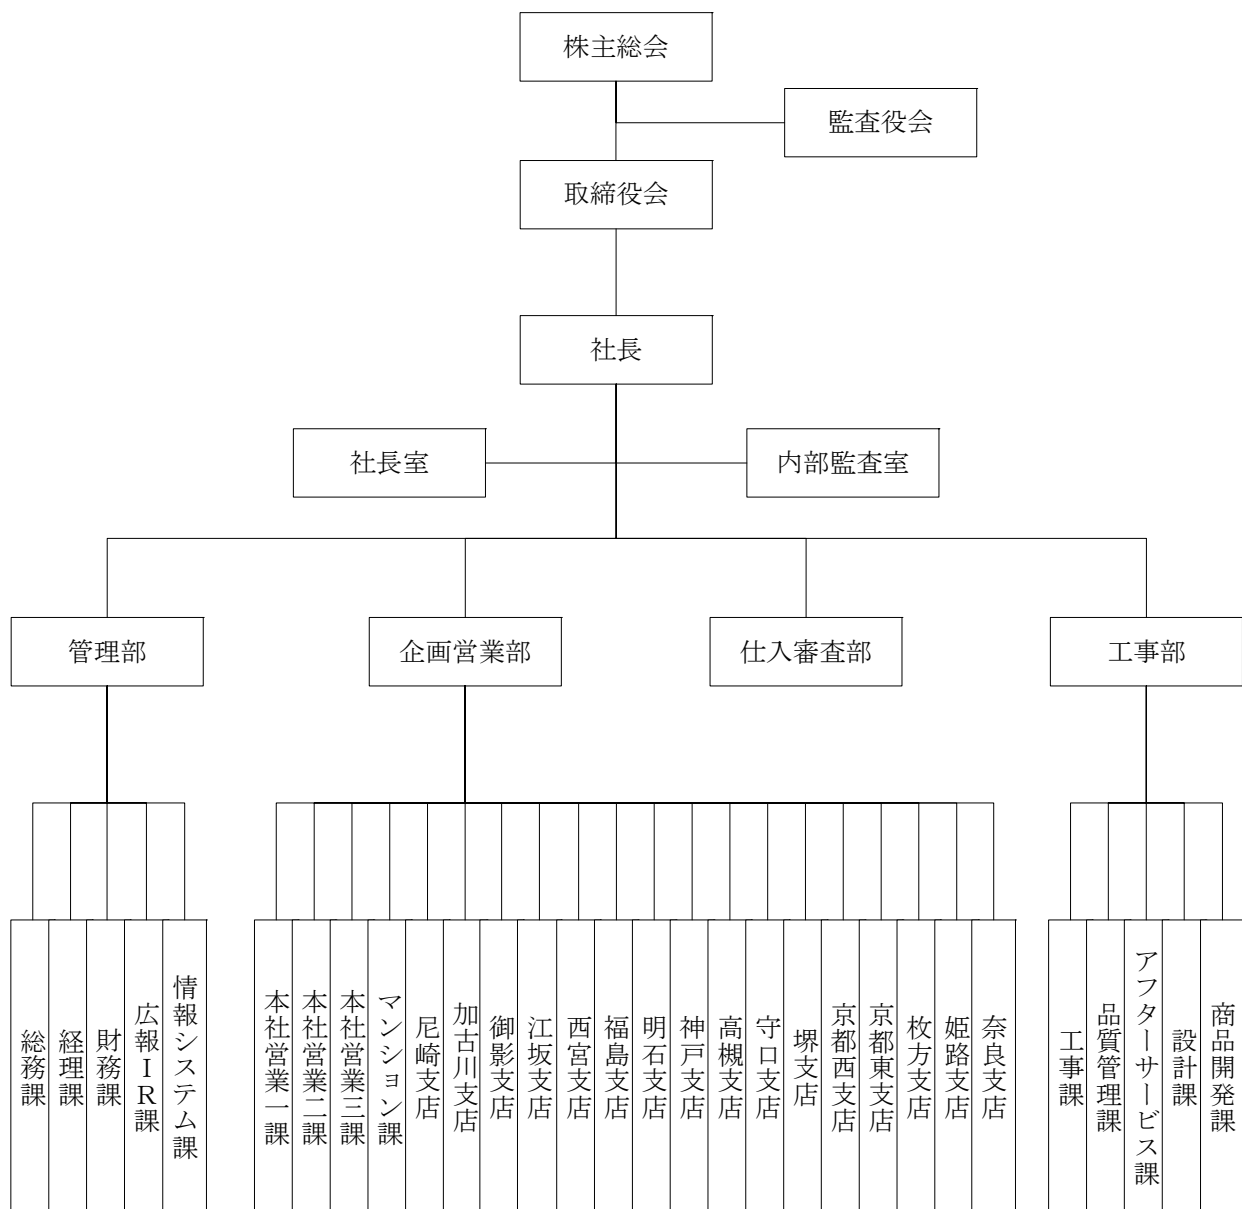 株主総会
監査役会
取締役会
社長
社長室
内部監査室
管理部
企画営業部
仕入審査部
工事部
総務課
経理課
財務課
広報ＩＲ課
情報システム課
本社営業一課
本社営業二課
本社営業三課
マンション課
尼崎支店
加古川支店
御影支店
江坂支店
西宮支店
福島支店
明石支店
神戸支店
高槻支店
守口支店
堺支店
京都西支店
京都東支店
枚方支店
姫路支店
奈良支店
工事課
品質管理課
アフターサービス課
設計課
商品開発課